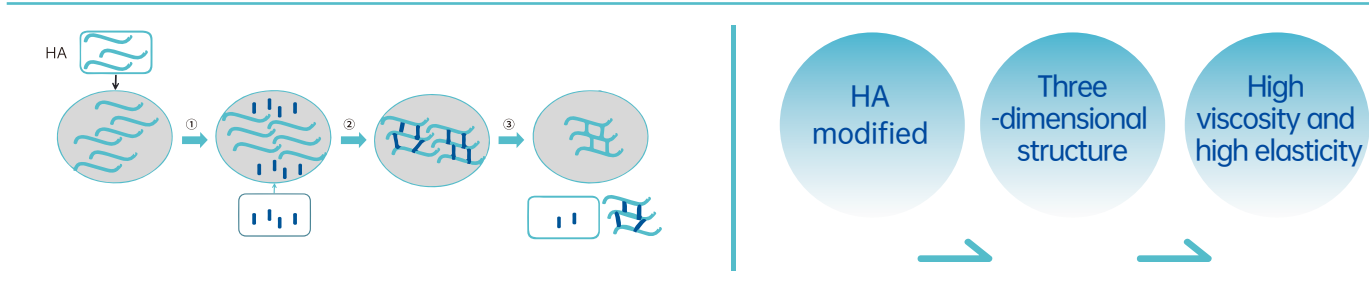 HA
①
②
③
HA
modified
Three
-dimensional
structure
High
viscosity and
high elasticity